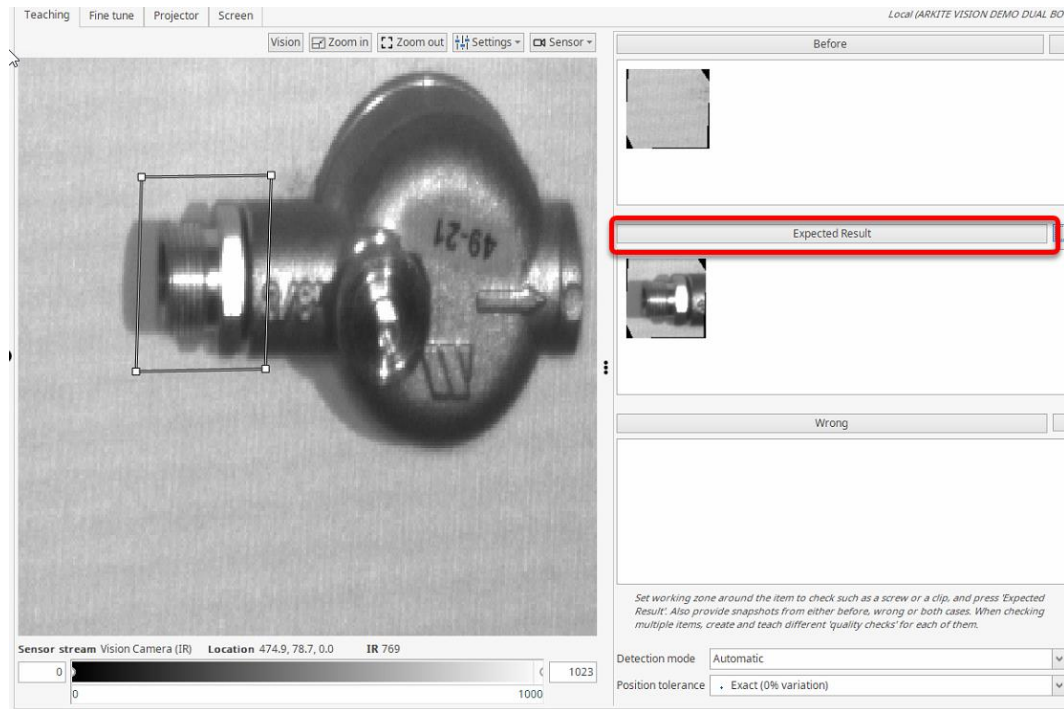 Teaching Fine tune Projector Screen
Local (ARKITE VISION DEMO DUAL BO
Vision Zoom in Zoom out Settings Sensor
Before
49-21
Expected Result
Wrong
Set working zone around the item to check such as a screw or a clip, and press 'Expected
Result'. Also provide snapshots from either before, wrong or both cases. When checking
multiple items, create and teach different 'quality checks' for each of them.
Sensor stream Vision Camera (IR) Location 474.9, 78.7, 0.0 IR 769
0 1023
0 1000
Detection mode Automatic
Position tolerance Exact (0% variation)